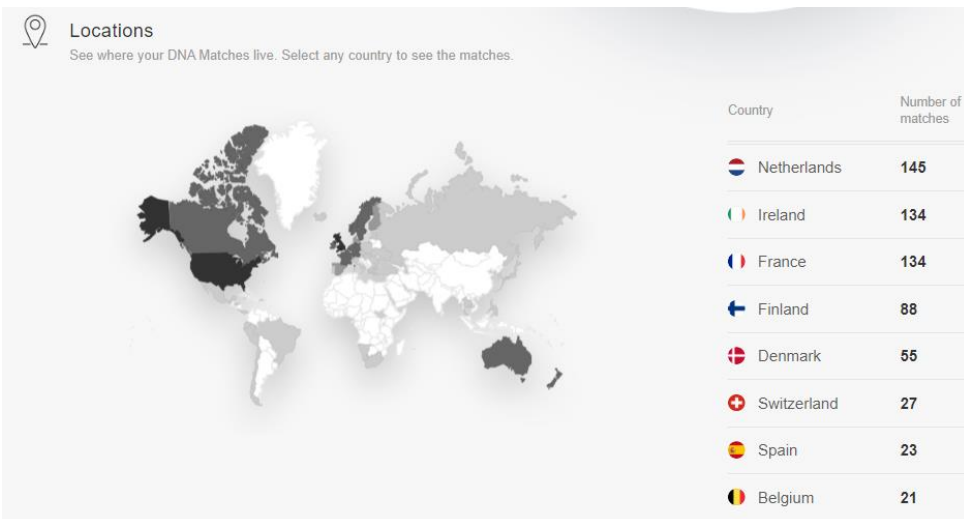 Locations
See where your DNA Matches live. Select any country to see the matches.
Country
Number of
matches
Netherlands 145
Ireland 134
France 134
Finland 88
Denmark 55
Switzerland 27
Spain 23
Belgium 21